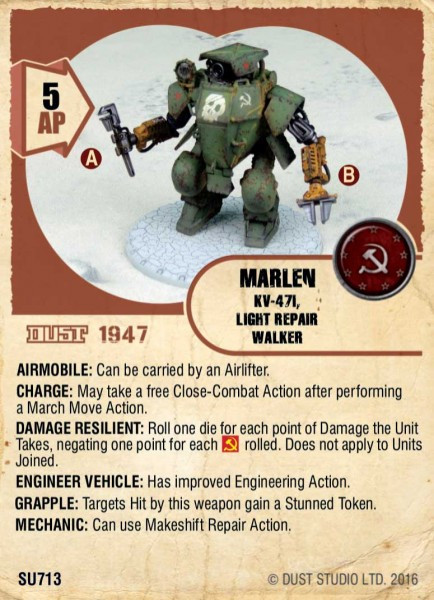 5
AP
A
B
MARLEN
KV-47I,
LIGHT REPAIR
WALKER
DUST 1947
AIRMOBILE: Can be carried by an Airlifter.
CHARGE: May take a free Close-Combat Action after performing
a March Move Action.
DAMAGE RESILIENT: Roll one die for each point of Damage the Unit
Takes, negating one point for each rolled. Does not apply to Units
Joined.
ENGINEER VEHICLE: Has improved Engineering Action.
GRAPPLE: Targets Hit by this weapon gain a Stunned Token.
MECHANIC: Can use Makeshift Repair Action.
SU713
© DUST STUDIO LTD. 2016